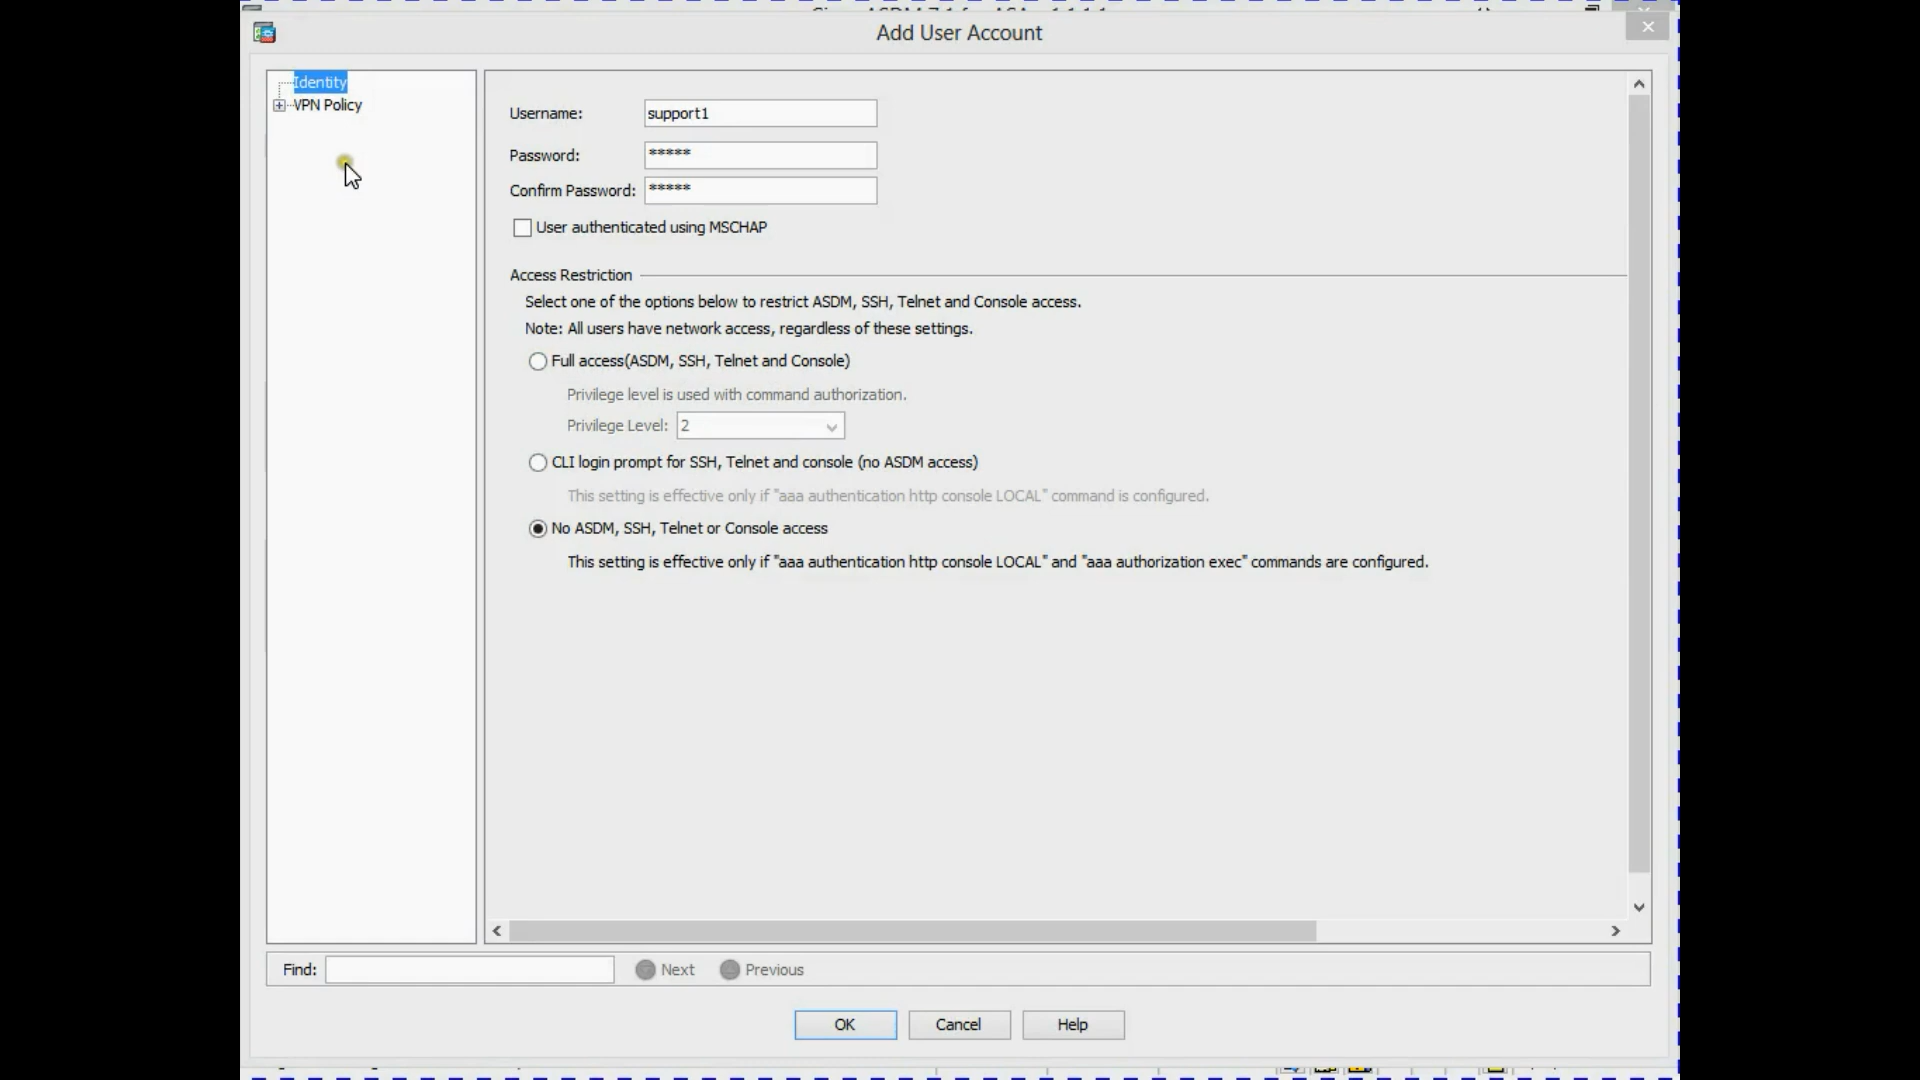 Add User Account
Identity
VPN Policy
Username: support1
Password: *****
Confirm Password: *****
User authenticated using MSCHAP
Access Restriction
Select one of the options below to restrict ASDM, SSH, Telnet and Console access.
Note: All users have network access, regardless of these settings.
Full access(ASDM, SSH, Telnet and Console)
Privilege level is used with command authorization.
Privilege Level: 2
CLI login prompt for SSH, Telnet and console (no ASDM access)
This setting is effective only if "aaa authentication http console LOCAL" command is configured.
No ASDM, SSH, Telnet or Console access
This setting is effective only if "aaa authentication http console LOCAL" and "aaa authorization exec" commands are configured.
Find: Next Previous
OK Cancel Help